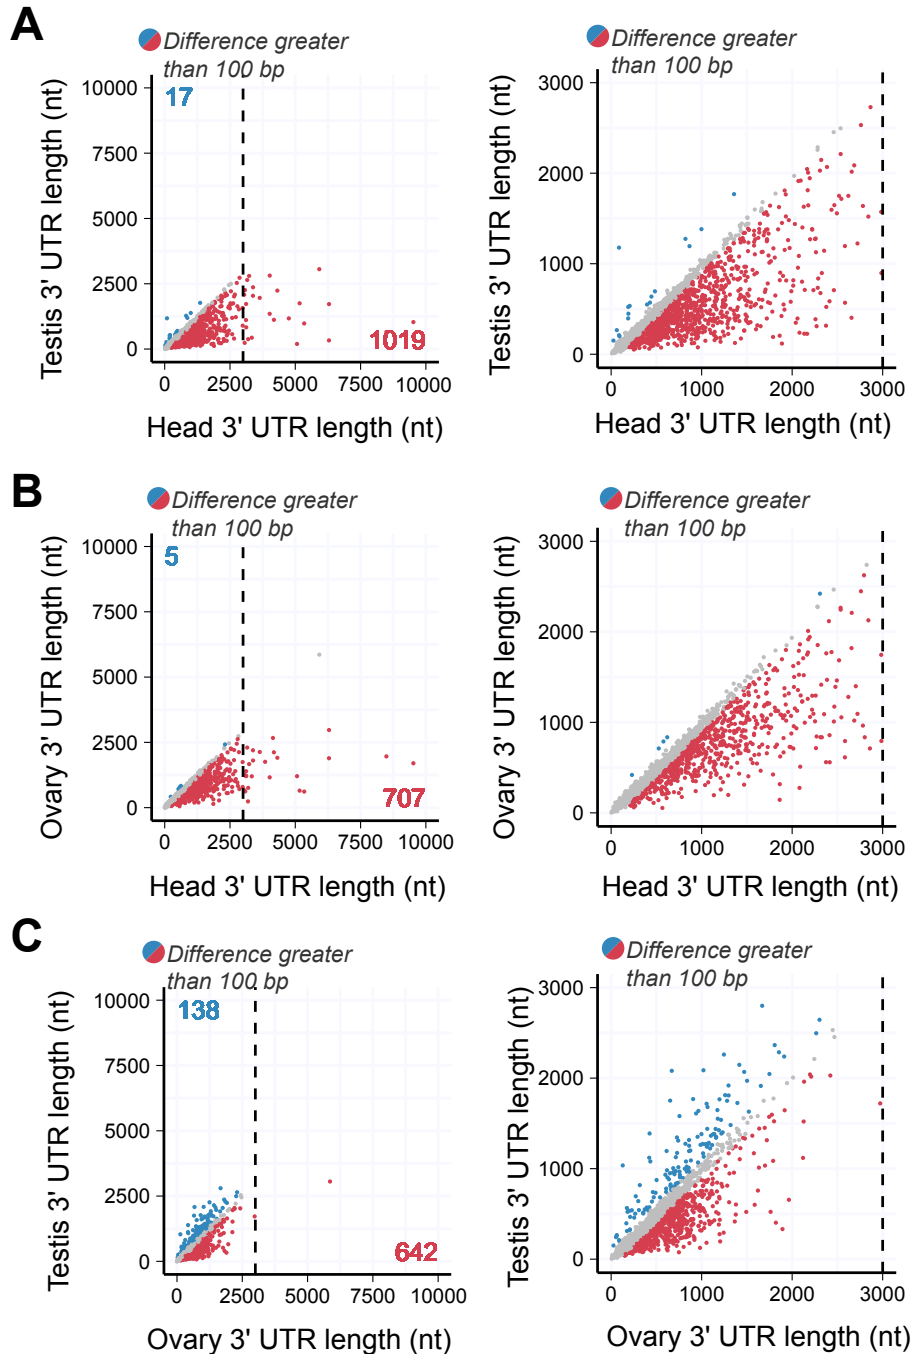 A
Difference greater
than 100 bp
17
1019
10000
7500
5000
2500
0
0 2500 5000 7500 10000
Testis 3' UTR length (nt)
Head 3' UTR length (nt)
Difference greater
than 100 bp
3000
2000
1000
0
0 1000 2000 3000
Testis 3' UTR length (nt)
Head 3' UTR length (nt)
B
Difference greater
than 100 bp
5
707
10000
7500
5000
2500
0
0 2500 5000 7500 10000
Ovary 3' UTR length (nt)
Head 3' UTR length (nt)
Difference greater
than 100 bp
3000
2000
1000
0
0 1000 2000 3000
Ovary 3' UTR length (nt)
Head 3' UTR length (nt)
C
Difference greater
than 100 bp
138
642
10000
7500
5000
2500
0
0 2500 5000 7500 10000
Testis 3' UTR length (nt)
Ovary 3' UTR length (nt)
Difference greater
than 100 bp
3000
2000
1000
0
0 1000 2000 3000
Testis 3' UTR length (nt)
Ovary 3' UTR length (nt)